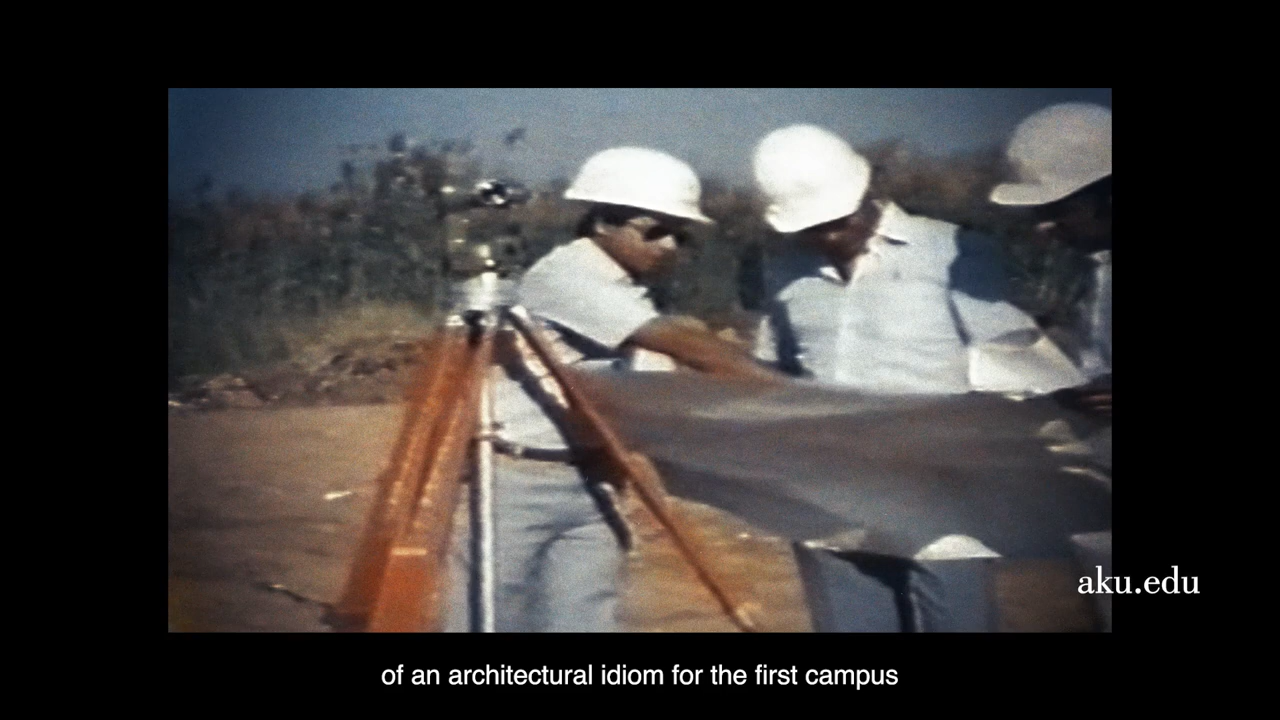 aku.edu
of an architectural idiom for the first campus